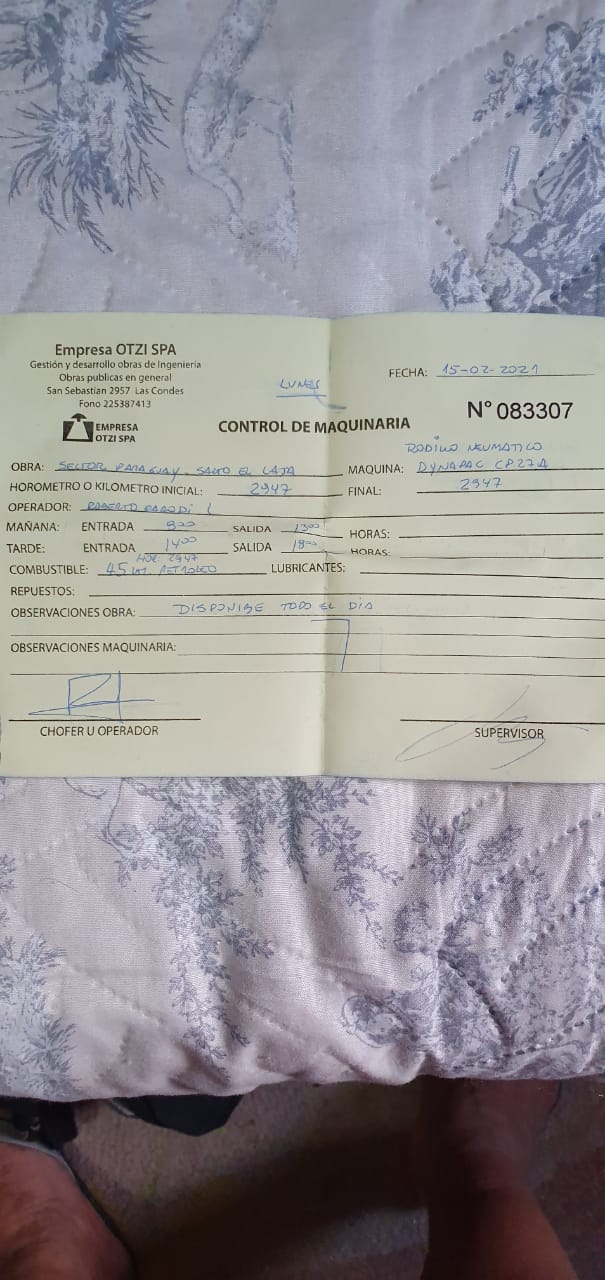 Empresa OTZI SPA
Gestión y desarrollo obras de Ingeniería
Obras publicas en general
San Sebastian 2957 Las Condes
Fono 225387413
EMPRESA
OTZI SPA
LUNES
FECHA: 15-02-2021
N° 083307
CONTROL DE MAQUINARIA
RODILLO NEUMATICO
OBRA: SECTOR PARAGUAY. SALTO EL LAJA MAQUINA: DYNAPAC CP.27A
HOROMETRO O KILOMETRO INICIAL: 2947 FINAL: 2947
OPERADOR: ROBERTO PARODI L
MAÑANA: ENTRADA 800 SALIDA 1300 HORAS:
TARDE: ENTRADA 1400 SALIDA 1800 HORAS:
HOR: 2947
COMBUSTIBLE: 45 LTS. PETROLEO LUBRICANTES:
REPUESTOS:
OBSERVACIONES OBRA: DISPONIBE TODO EL DIA
OBSERVACIONES MAQUINARIA:
CHOFER U OPERADOR SUPERVISOR